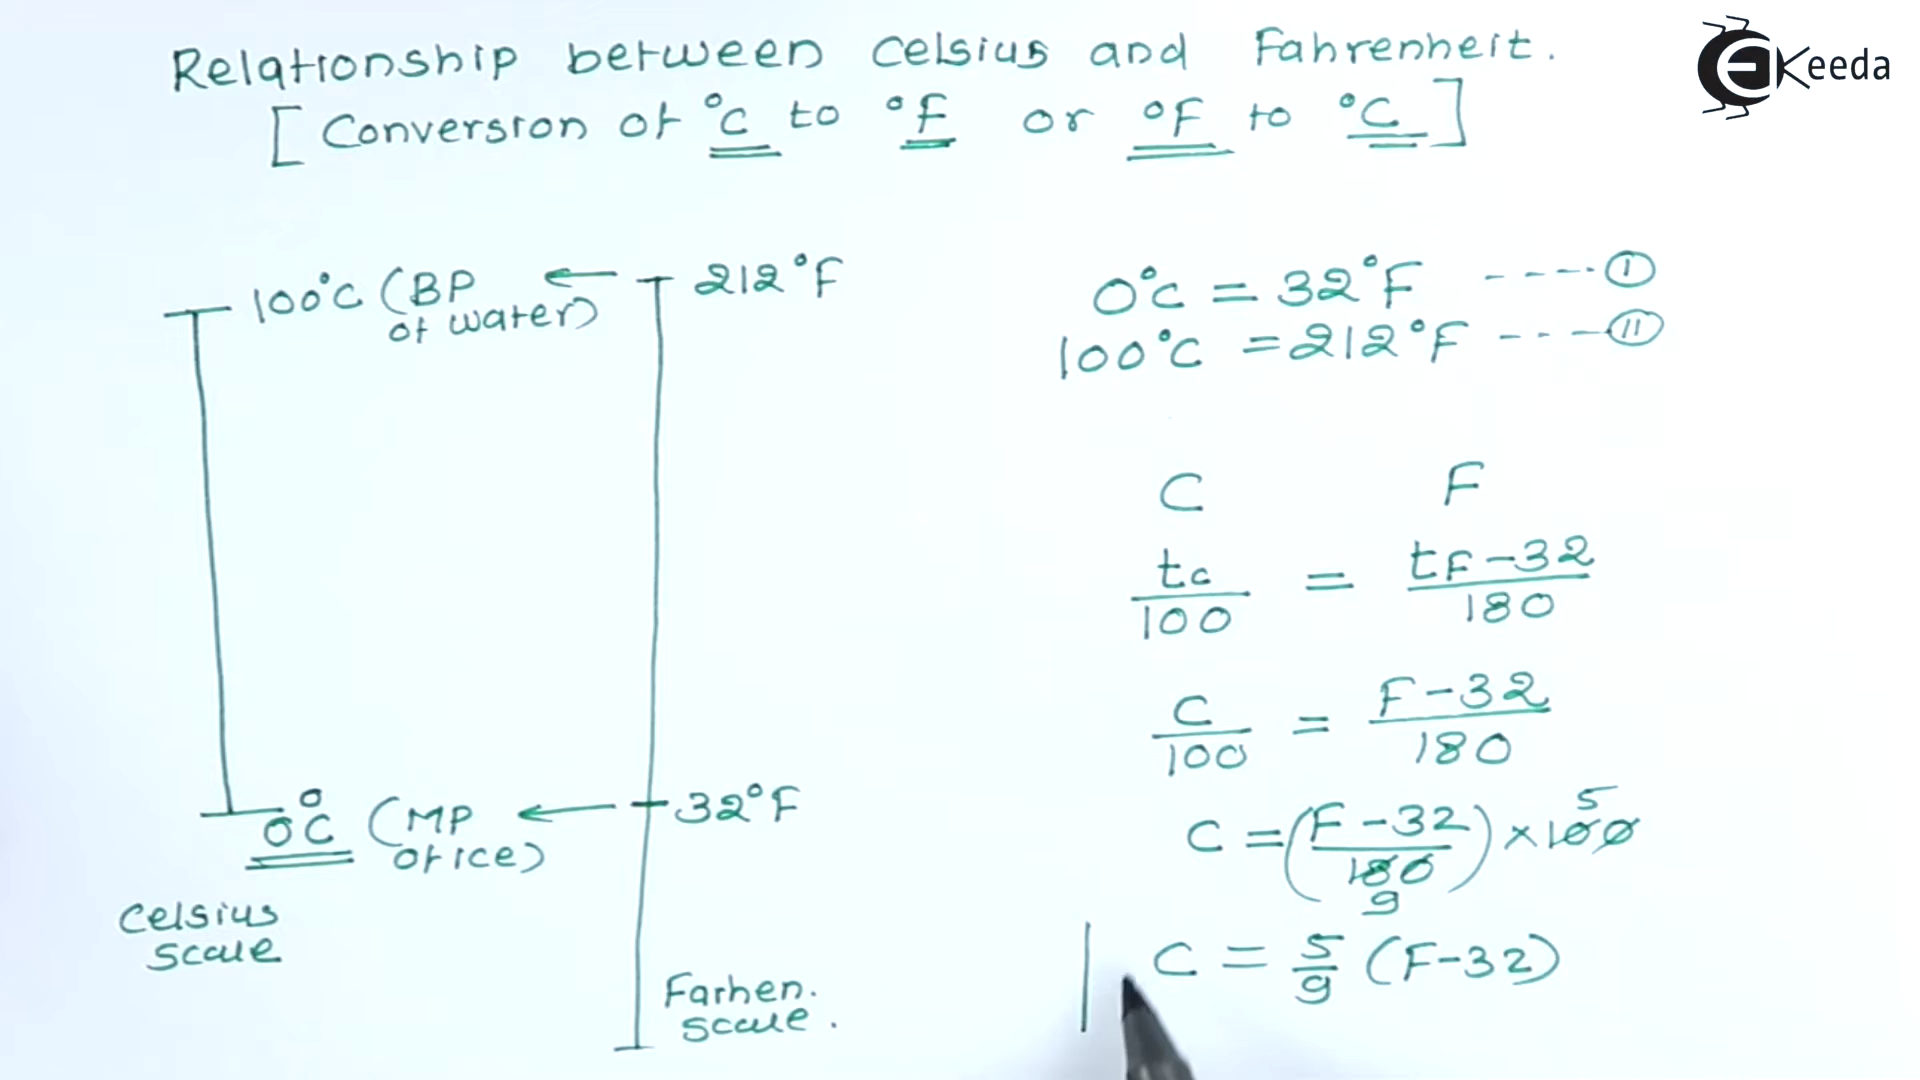 Relationship between Celsius and Fahrenheit.
[Conversion of °C to °F or °F to °C]
EKeeda
100°C (BP of water)
212°F
0°C (MP of ice)
32°F
Celsius scale
Farhen. scale.
0°C = 32°F ---- I
100°C = 212°F --- II
C F
tc/100 = tF-32/180
C/100 = F-32/180
C = (F-32/180) × 100
5
9
C = 5/9 (F-32)